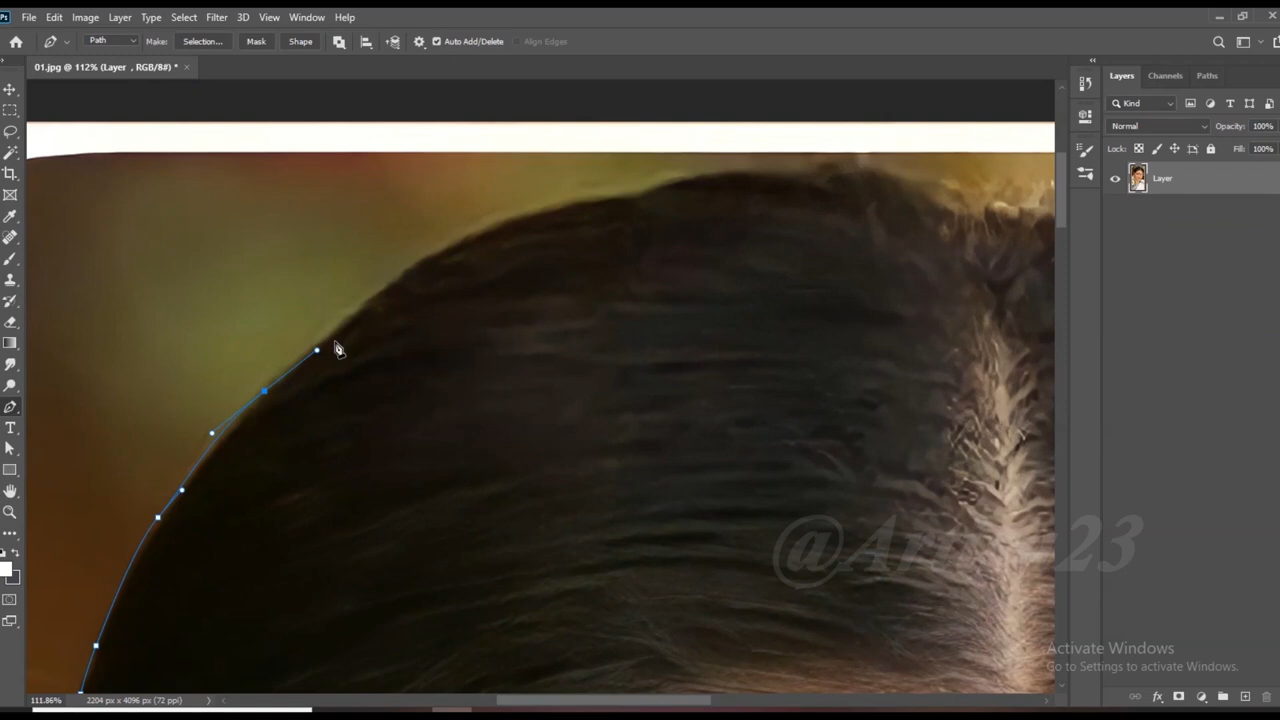 Ps File Edit Image Layer Type Select Filter 3D View Window Help
Path Make: Selection... Mask Shape Auto Add/Delete Align Edges
01.jpg @ 112% (Layer , RGB/8#) * ×
Layers Channels Paths
Kind
Normal Opacity: 100%
Lock: Fill: 100%
Layer
Activate Windows
Go to Settings to activate Windows.
111.86% 2204 px x 4096 px (72 ppi)